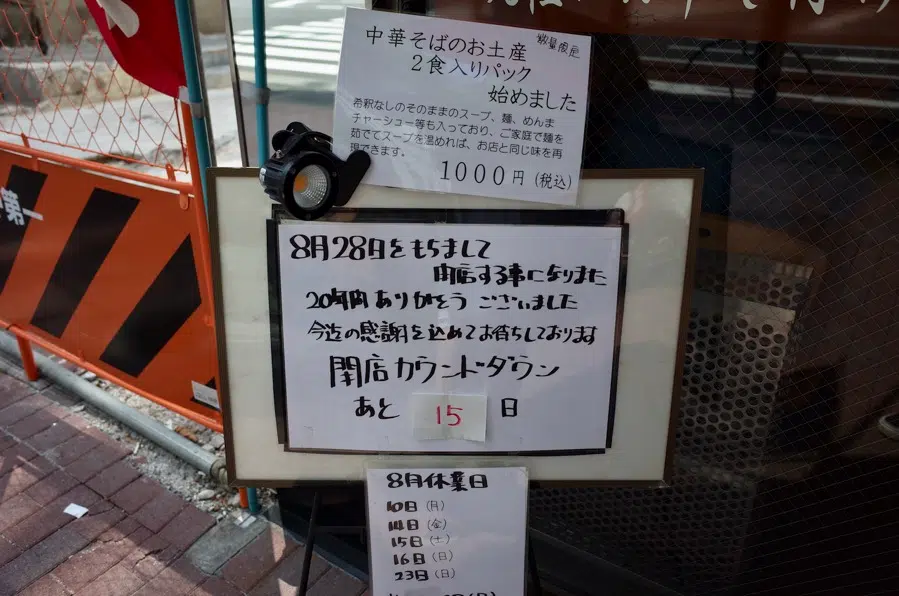 中華そばのお土産 数量限定
2食入りパック
始めました
希釈なしのそのままのスープ、麺、めんま
チャーシュー等も入っており、ご家庭で麺を
茹でてスープを温めれば、お店と同じ味を再
現できます。
1000円(税込)
第一
8月28日をもちまして
閉店する事になりました
20年間ありがとうございました
今迄の感謝を込めてお待ちしております
閉店カウントダウン
あと 15 日
8月休業日
10日(月)
14日(金)
15日(土)
16日(日)
23日(日)